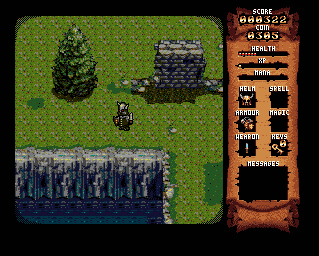 SCORE
000322
COIN
0305
HEALTH
XP
MANA
HELM SPELL
ARMOUR MAGIC
WEAPON KEYS
MESSAGES